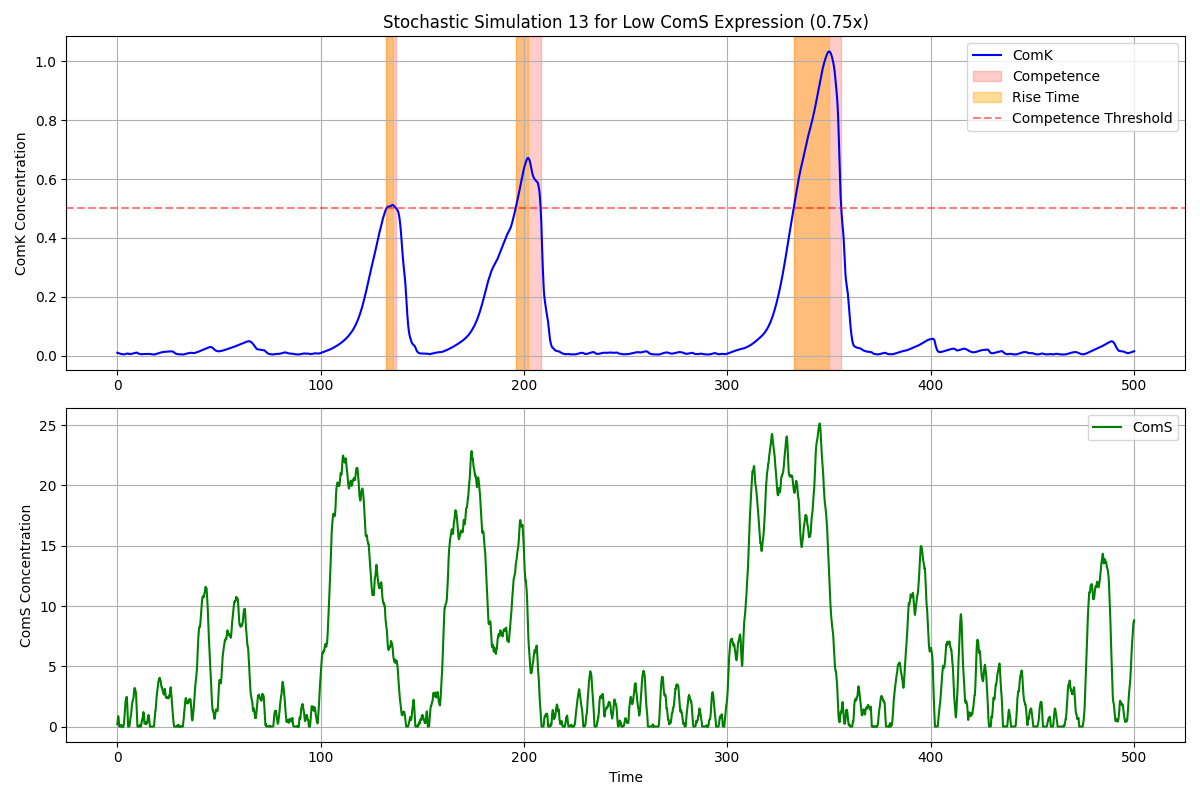 Stochastic Simulation 13 for Low ComS Expression (0.75x)
ComK Concentration
1.0
0.8
0.6
0.4
0.2
0.0
ComK
Competence
Rise Time
Competence Threshold
0 100 200 300 400 500
ComS Concentration
25
20
15
10
5
0
ComS
0 100 200 300 400 500
Time